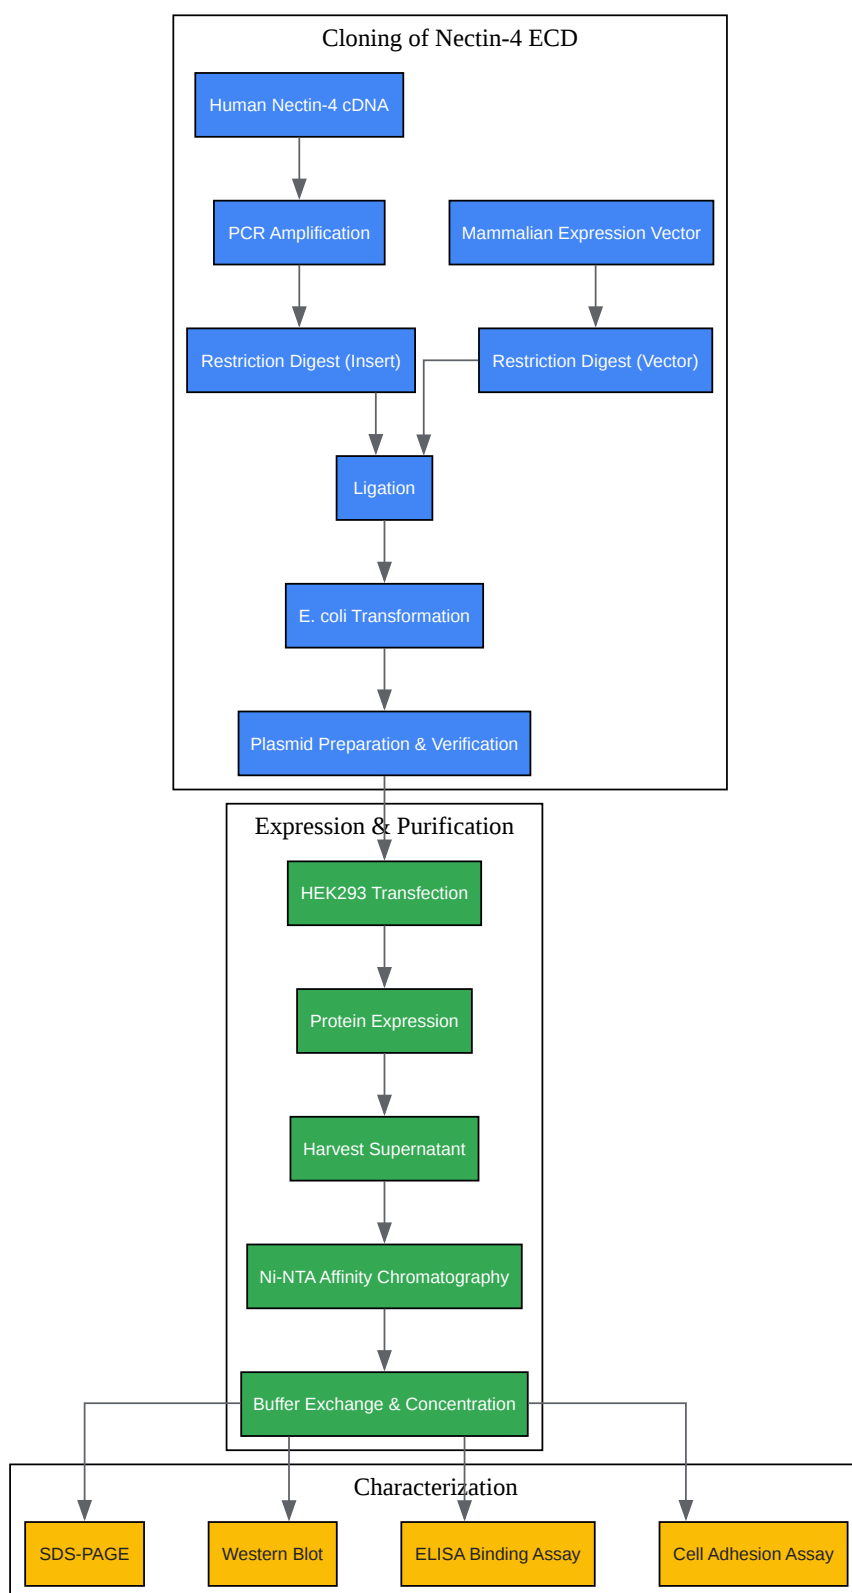 Cloning of Nectin-4 ECD
Human Nectin-4 cDNA
PCR Amplification
Mammalian Expression Vector
Restriction Digest (Insert)
Restriction Digest (Vector)
Ligation
E. coli Transformation
Plasmid Preparation & Verification
Expression & Purification
HEK293 Transfection
Protein Expression
Harvest Supernatant
Ni-NTA Affinity Chromatography
Buffer Exchange & Concentration
Characterization
SDS-PAGE
Western Blot
ELISA Binding Assay
Cell Adhesion Assay